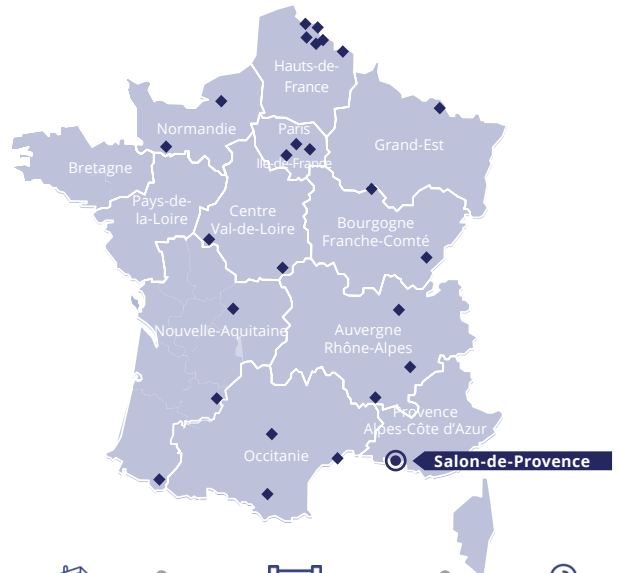 Hauts-de-
France
Normandie
Paris
Ile-de-France
Grand-Est
Bretagne
Pays-de-
la-Loire
Centre
Val-de-Loire
Bourgogne
Franche-Comté
Nouvelle-Aquitaine
Auvergne
Rhône-Alpes
Provence
Alpes-Côte d'Azur
Occitanie
Salon-de-Provence